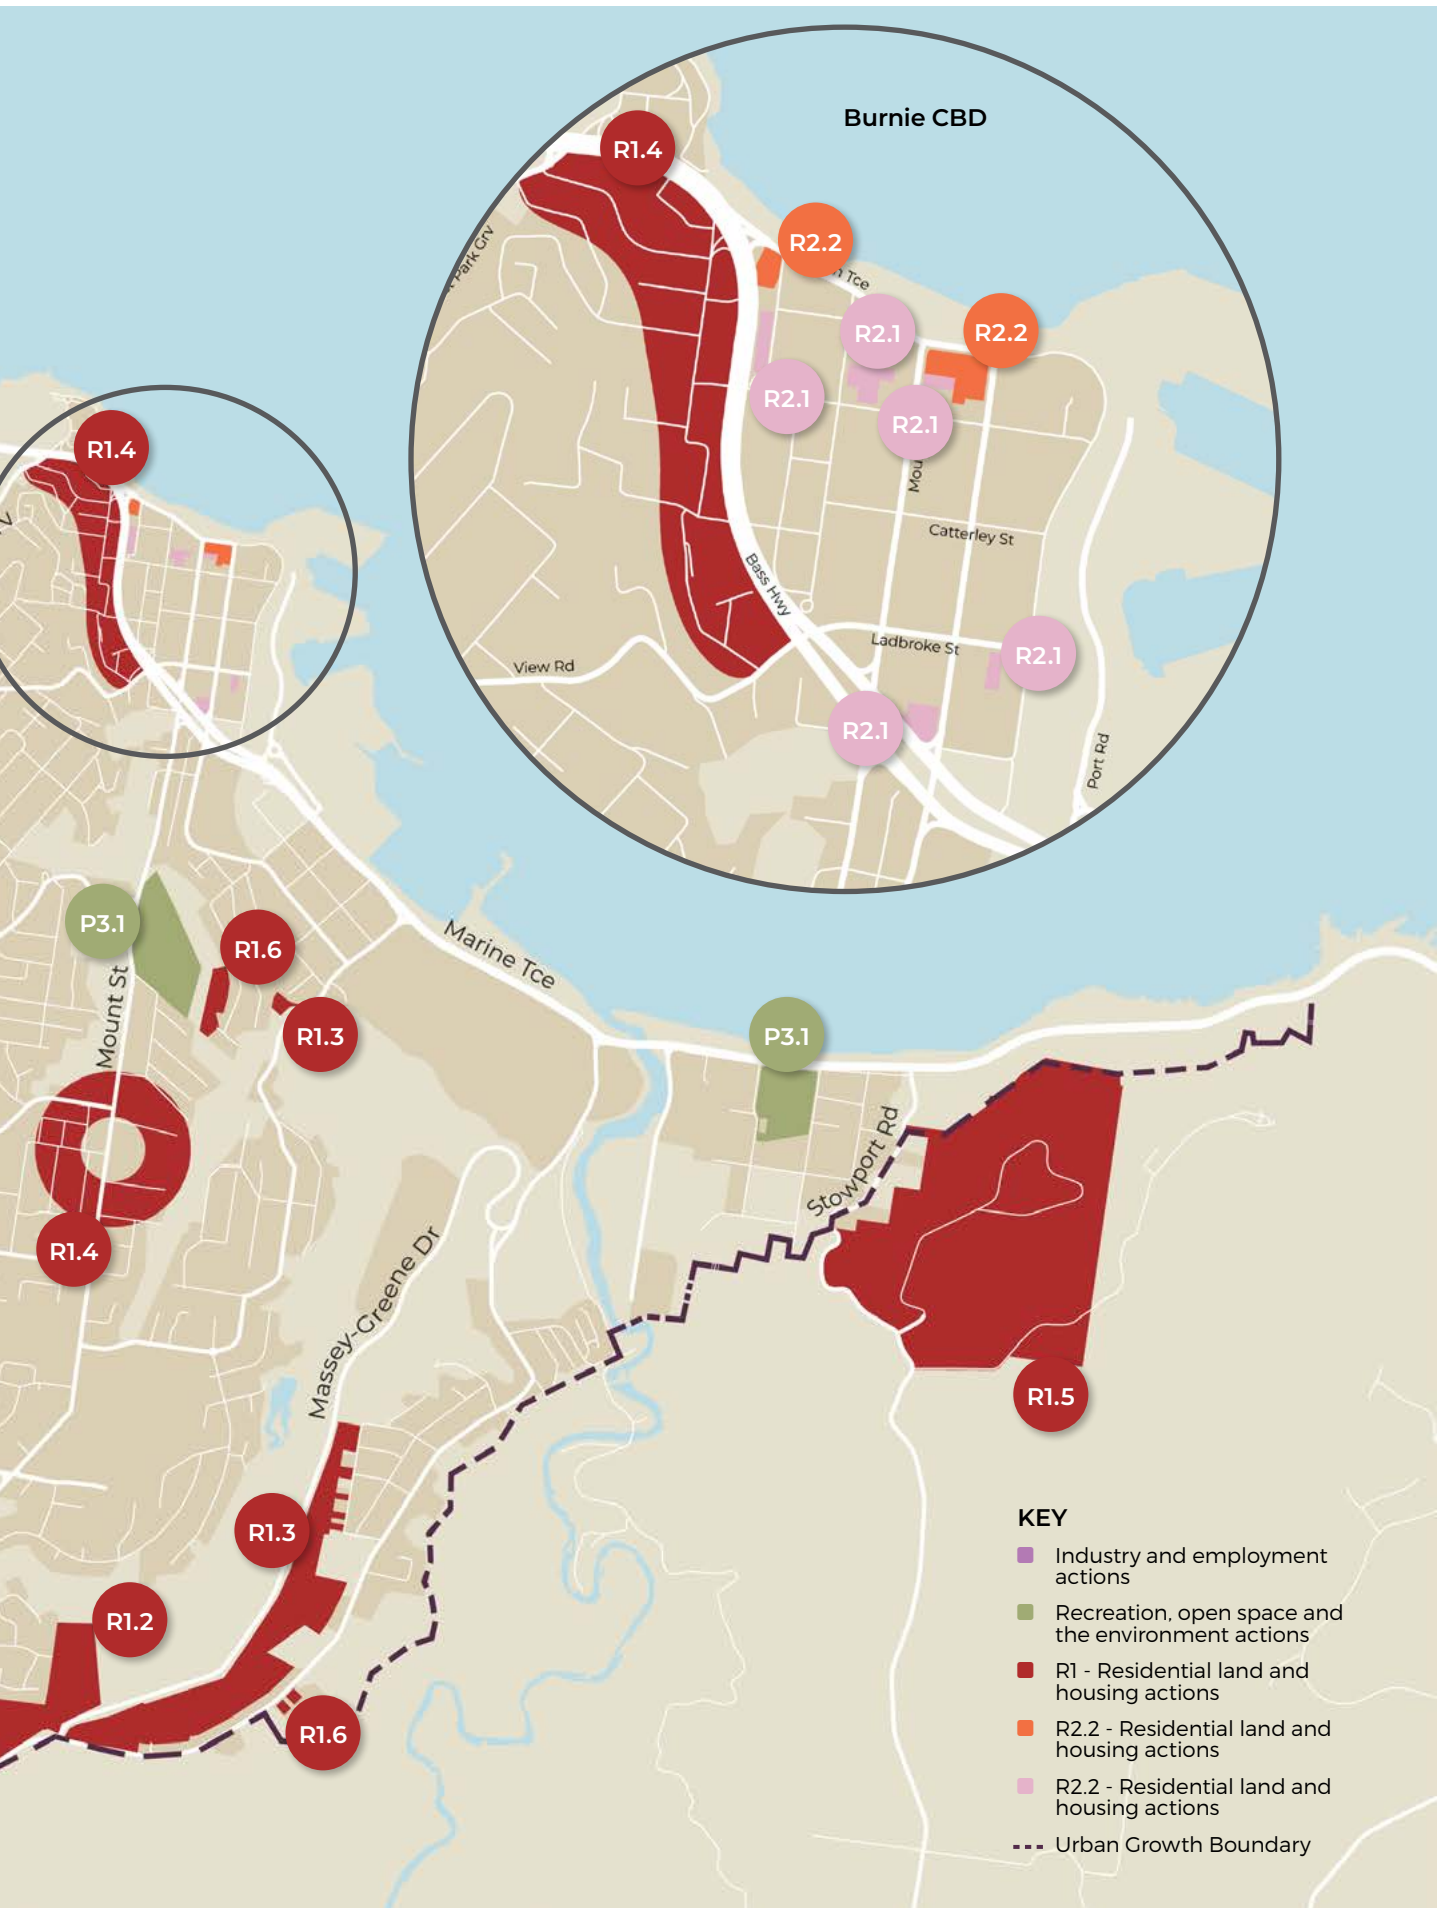 Burnie CBD
R1.4
R2.2
Park Grv
Tce
R2.1
R2.2
R2.1
R2.1
Catterley St
Bass Hwy
Ladbroke St
R2.1
View Rd
R2.1
Port Rd
R1.4
P3.1
R1.6
Marine Tce
Mount St
R1.3
P3.1
Stowport Rd
R1.4
Massey-Greene Dr
R1.5
R1.3
R1.2
R1.6
KEY
Industry and employment
actions
Recreation, open space and
the environment actions
R1 - Residential land and
housing actions
R2.2 - Residential land and
housing actions
R2.2 - Residential land and
housing actions
Urban Growth Boundary